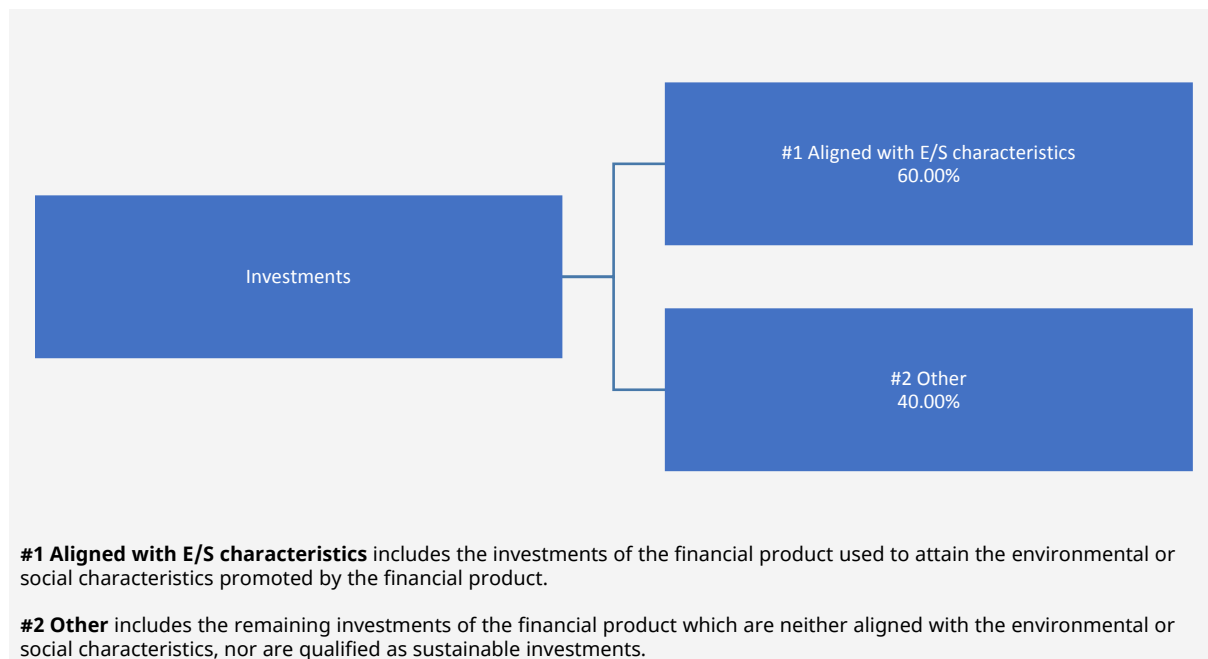 #1 Aligned with E/S characteristics
60.00%
Investments
#2 Other
40.00%
#1 Aligned with E/S characteristics includes the investments of the financial product used to attain the environmental or
social characteristics promoted by the financial product.
#2 Other includes the remaining investments of the financial product which are neither aligned with the environmental or
social characteristics, nor are qualified as sustainable investments.